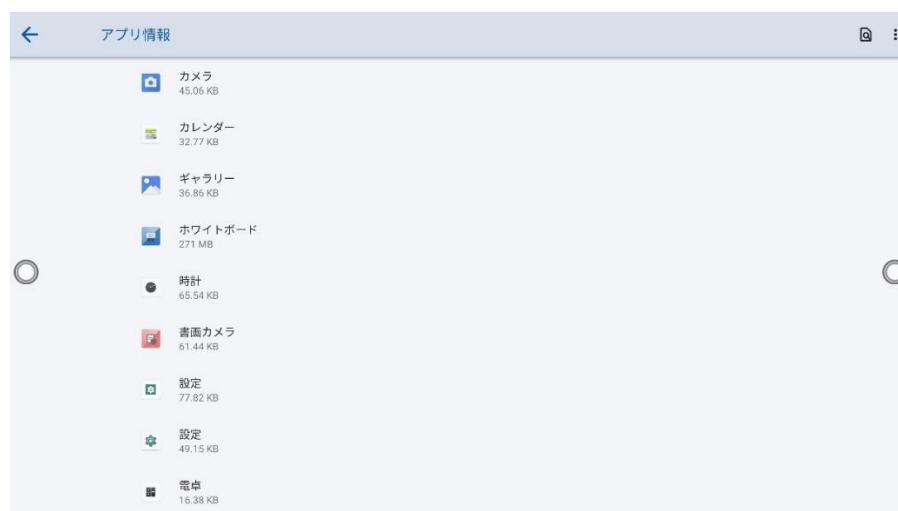 アプリ情報
カメラ
45.06 KB
カレンダー
32.77 KB
ギャラリー
36.86 KB
ホワイトボード
271 MB
時計
65.54 KB
書画カメラ
61.44 KB
設定
77.82 KB
設定
49.15 KB
電卓
16.38 KB